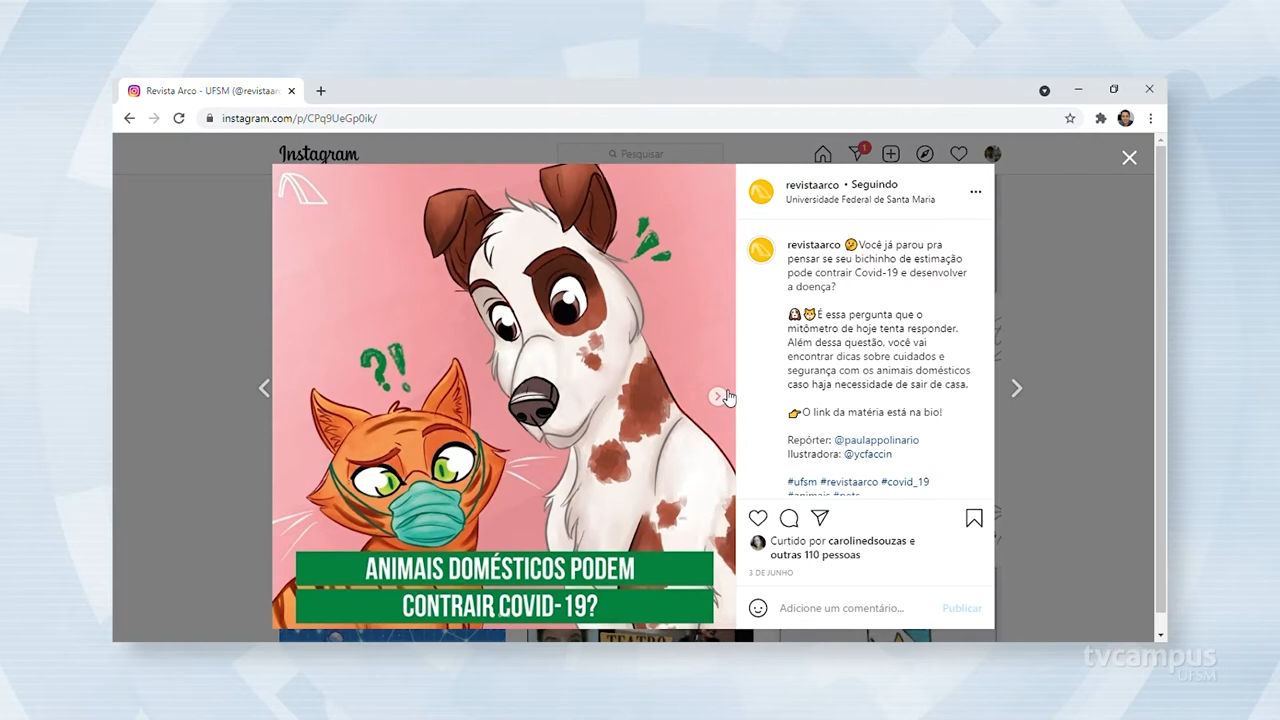 Revista Arco - UFSM (@revistaar
instagram.com/p/CPq9UeGp0ik/
Instagram
Pesquisar
1
?!
ANIMAIS DOMÉSTICOS PODEM
CONTRAIR COVID-19?
revistaarco • Seguindo
Universidade Federal de Santa Maria
revistaarco 🤔Você já parou pra
pensar se seu bichinho de estimação
pode contrair Covid-19 e desenvolver
a doença?
🐶🐱É essa pergunta que o
mitômetro de hoje tenta responder.
Além dessa questão, você vai
encontrar dicas sobre cuidados e
segurança com os animais domésticos
caso haja necessidade de sair de casa.
👉O link da matéria está na bio!
Repórter: @paulappolinario
Ilustradora: @ycfaccin
#ufsm #revistaarco #covid_19
#animais #pets
Curtido por carolinedsouzas e
outras 110 pessoas
3 DE JUNHO
Adicione um comentário...
Publicar
TEATRO
tvcampus
UFSM